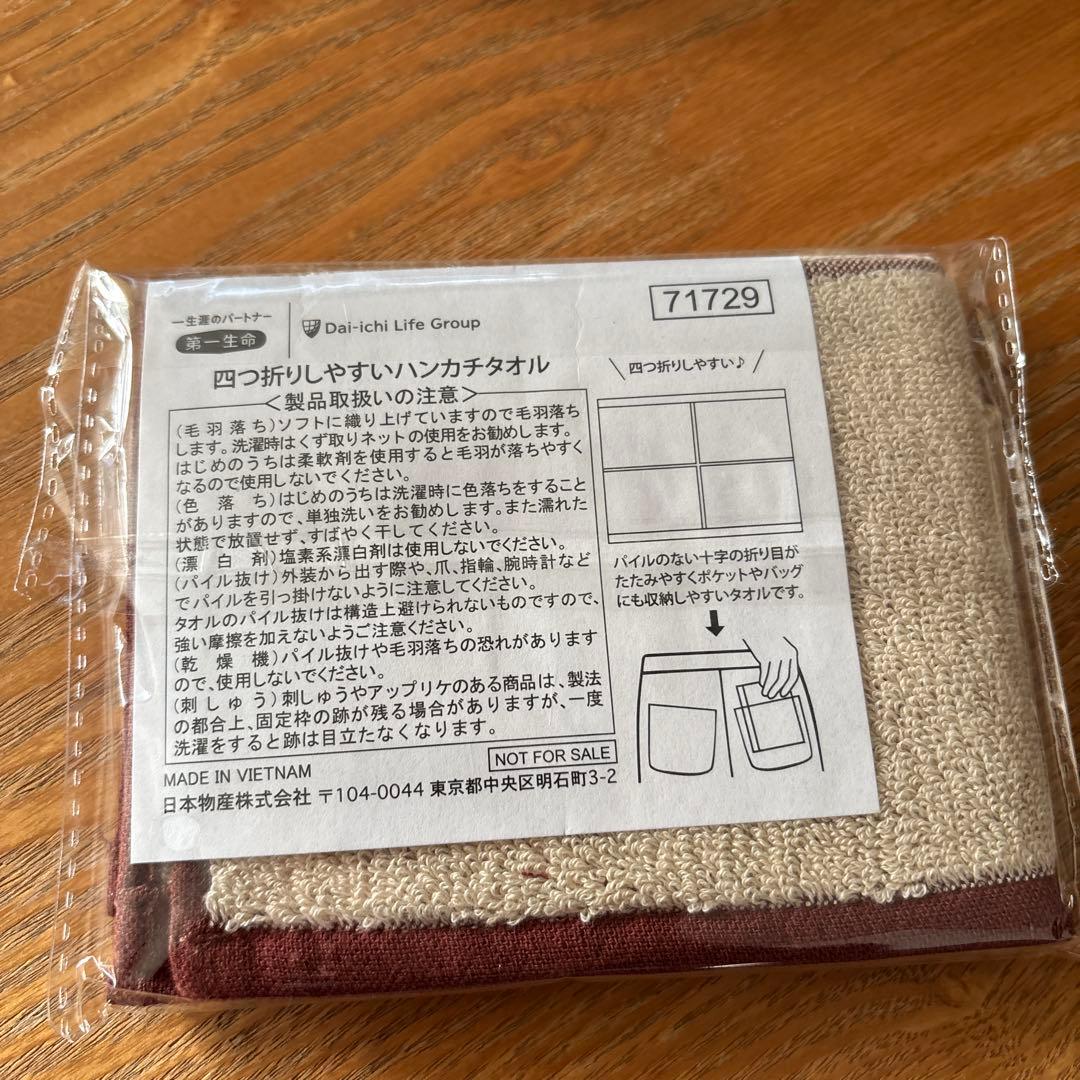 一生涯のパートナー
第一生命
Dai-ichi Life Group
71729
四つ折りしやすいハンカチタオル
＜製品取扱いの注意＞
(毛羽落ち)ソフトに織り上げていますので毛羽落ち
します。洗濯時はくず取りネットの使用をお勧めします。
はじめのうちは柔軟剤を使用すると毛羽が落ちやすく
なるので使用しないでください。
(色落ち)はじめのうちは洗濯時に色落ちをすること
がありますので、単独洗いをお勧めします。また濡れた
状態で放置せず、すばやく干してください。
(漂白剤)塩素系漂白剤は使用しないでください。
(パイル抜け)外装から出す際や、爪、指輪、腕時計など
でパイルを引っ掛けないように注意してください。
タオルのパイル抜けは構造上避けられないものですので、
強い摩擦を加えないようご注意ください。
(乾燥機)パイル抜けや毛羽落ちの恐れがあります
ので、使用しないでください。
(刺しゅう)刺しゅうやアップリケのある商品は、製法
の都合上、固定枠の跡が残る場合がありますが、一度
洗濯をすると跡は目立たなくなります。
NOT FOR SALE
MADE IN VIETNAM
日本物産株式会社 〒104-0044 東京都中央区明石町3-2
四つ折りしやすい♪
パイルのない十字の折り目が
たたみやすくポケットやバッグ
にも収納しやすいタオルです。